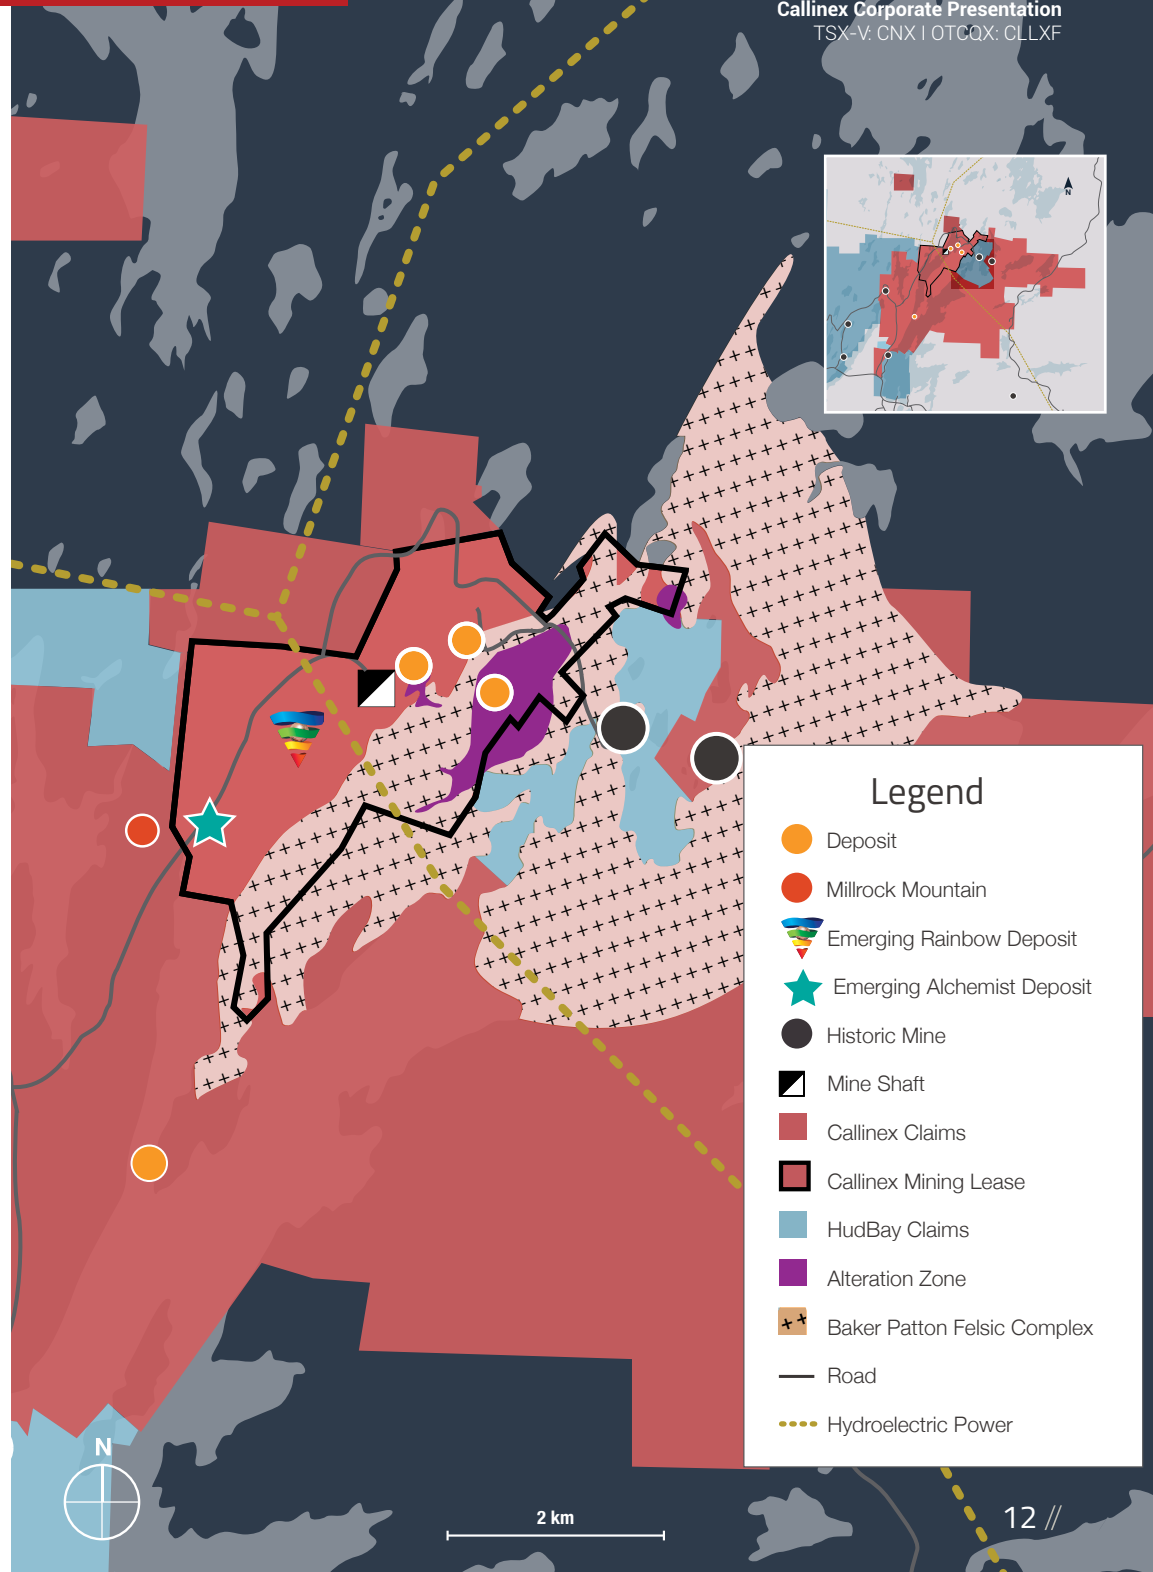 Callinex Corporate Presentation
TSX-V: CNX I OTCQX: CLLXF
N
Legend
Deposit
Millrock Mountain
Emerging Rainbow Deposit
Emerging Alchemist Deposit
Historic Mine
Mine Shaft
Callinex Claims
Callinex Mining Lease
HudBay Claims
Alteration Zone
Baker Patton Felsic Complex
Road
Hydroelectric Power
N
2 km
12 //